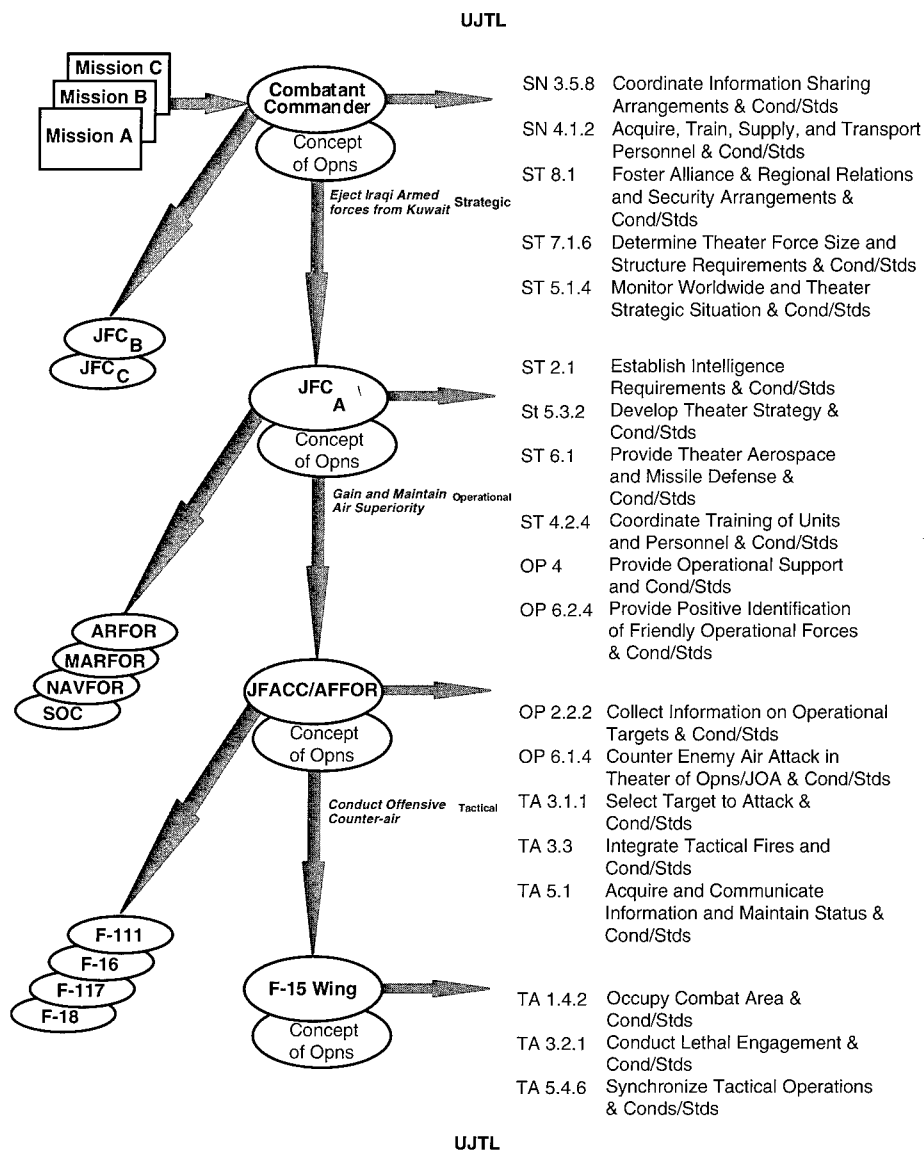 UJTL
Mission C
Mission B
Mission A
Combatant
Commander
Concept
of Opns
Eject Iraqi Armed
forces from Kuwait
Strategic
JFC B
JFC C
SN 3.5.8 Coordinate Information Sharing
Arrangements & Cond/Stds
SN 4.1.2 Acquire, Train, Supply, and Transport
Personnel & Cond/Stds
ST 8.1 Foster Alliance & Regional Relations
and Security Arrangements &
Cond/Stds
ST 7.1.6 Determine Theater Force Size and
Structure Requirements & Cond/Stds
ST 5.1.4 Monitor Worldwide and Theater
Strategic Situation & Cond/Stds
JFC A
Concept
of Opns
Gain and Maintain
Air Superiority
Operational
ARFOR
MARFOR
NAVFOR
SOC
ST 2.1 Establish Intelligence
Requirements & Cond/Stds
St 5.3.2 Develop Theater Strategy &
Cond/Stds
ST 6.1 Provide Theater Aerospace
and Missile Defense &
Cond/Stds
ST 4.2.4 Coordinate Training of Units
and Personnel & Cond/Stds
OP 4 Provide Operational Support
and Cond/Stds
OP 6.2.4 Provide Positive Identification
of Friendly Operational Forces
& Cond/Stds
JFACC/AFFOR
Concept
of Opns
Conduct Offensive
Counter-air
Tactical
F-111
F-16
F-117
F-18
OP 2.2.2 Collect Information on Operational
Targets & Cond/Stds
OP 6.1.4 Counter Enemy Air Attack in
Theater of Opns/JOA & Cond/Stds
TA 3.1.1 Select Target to Attack &
Cond/Stds
TA 3.3 Integrate Tactical Fires and
Cond/Stds
TA 5.1 Acquire and Communicate
Information and Maintain Status &
Cond/Stds
F-15 Wing
Concept
of Opns
TA 1.4.2 Occupy Combat Area &
Cond/Stds
TA 3.2.1 Conduct Lethal Engagement &
Cond/Stds
TA 5.4.6 Synchronize Tactical Operations
& Conds/Stds
UJTL